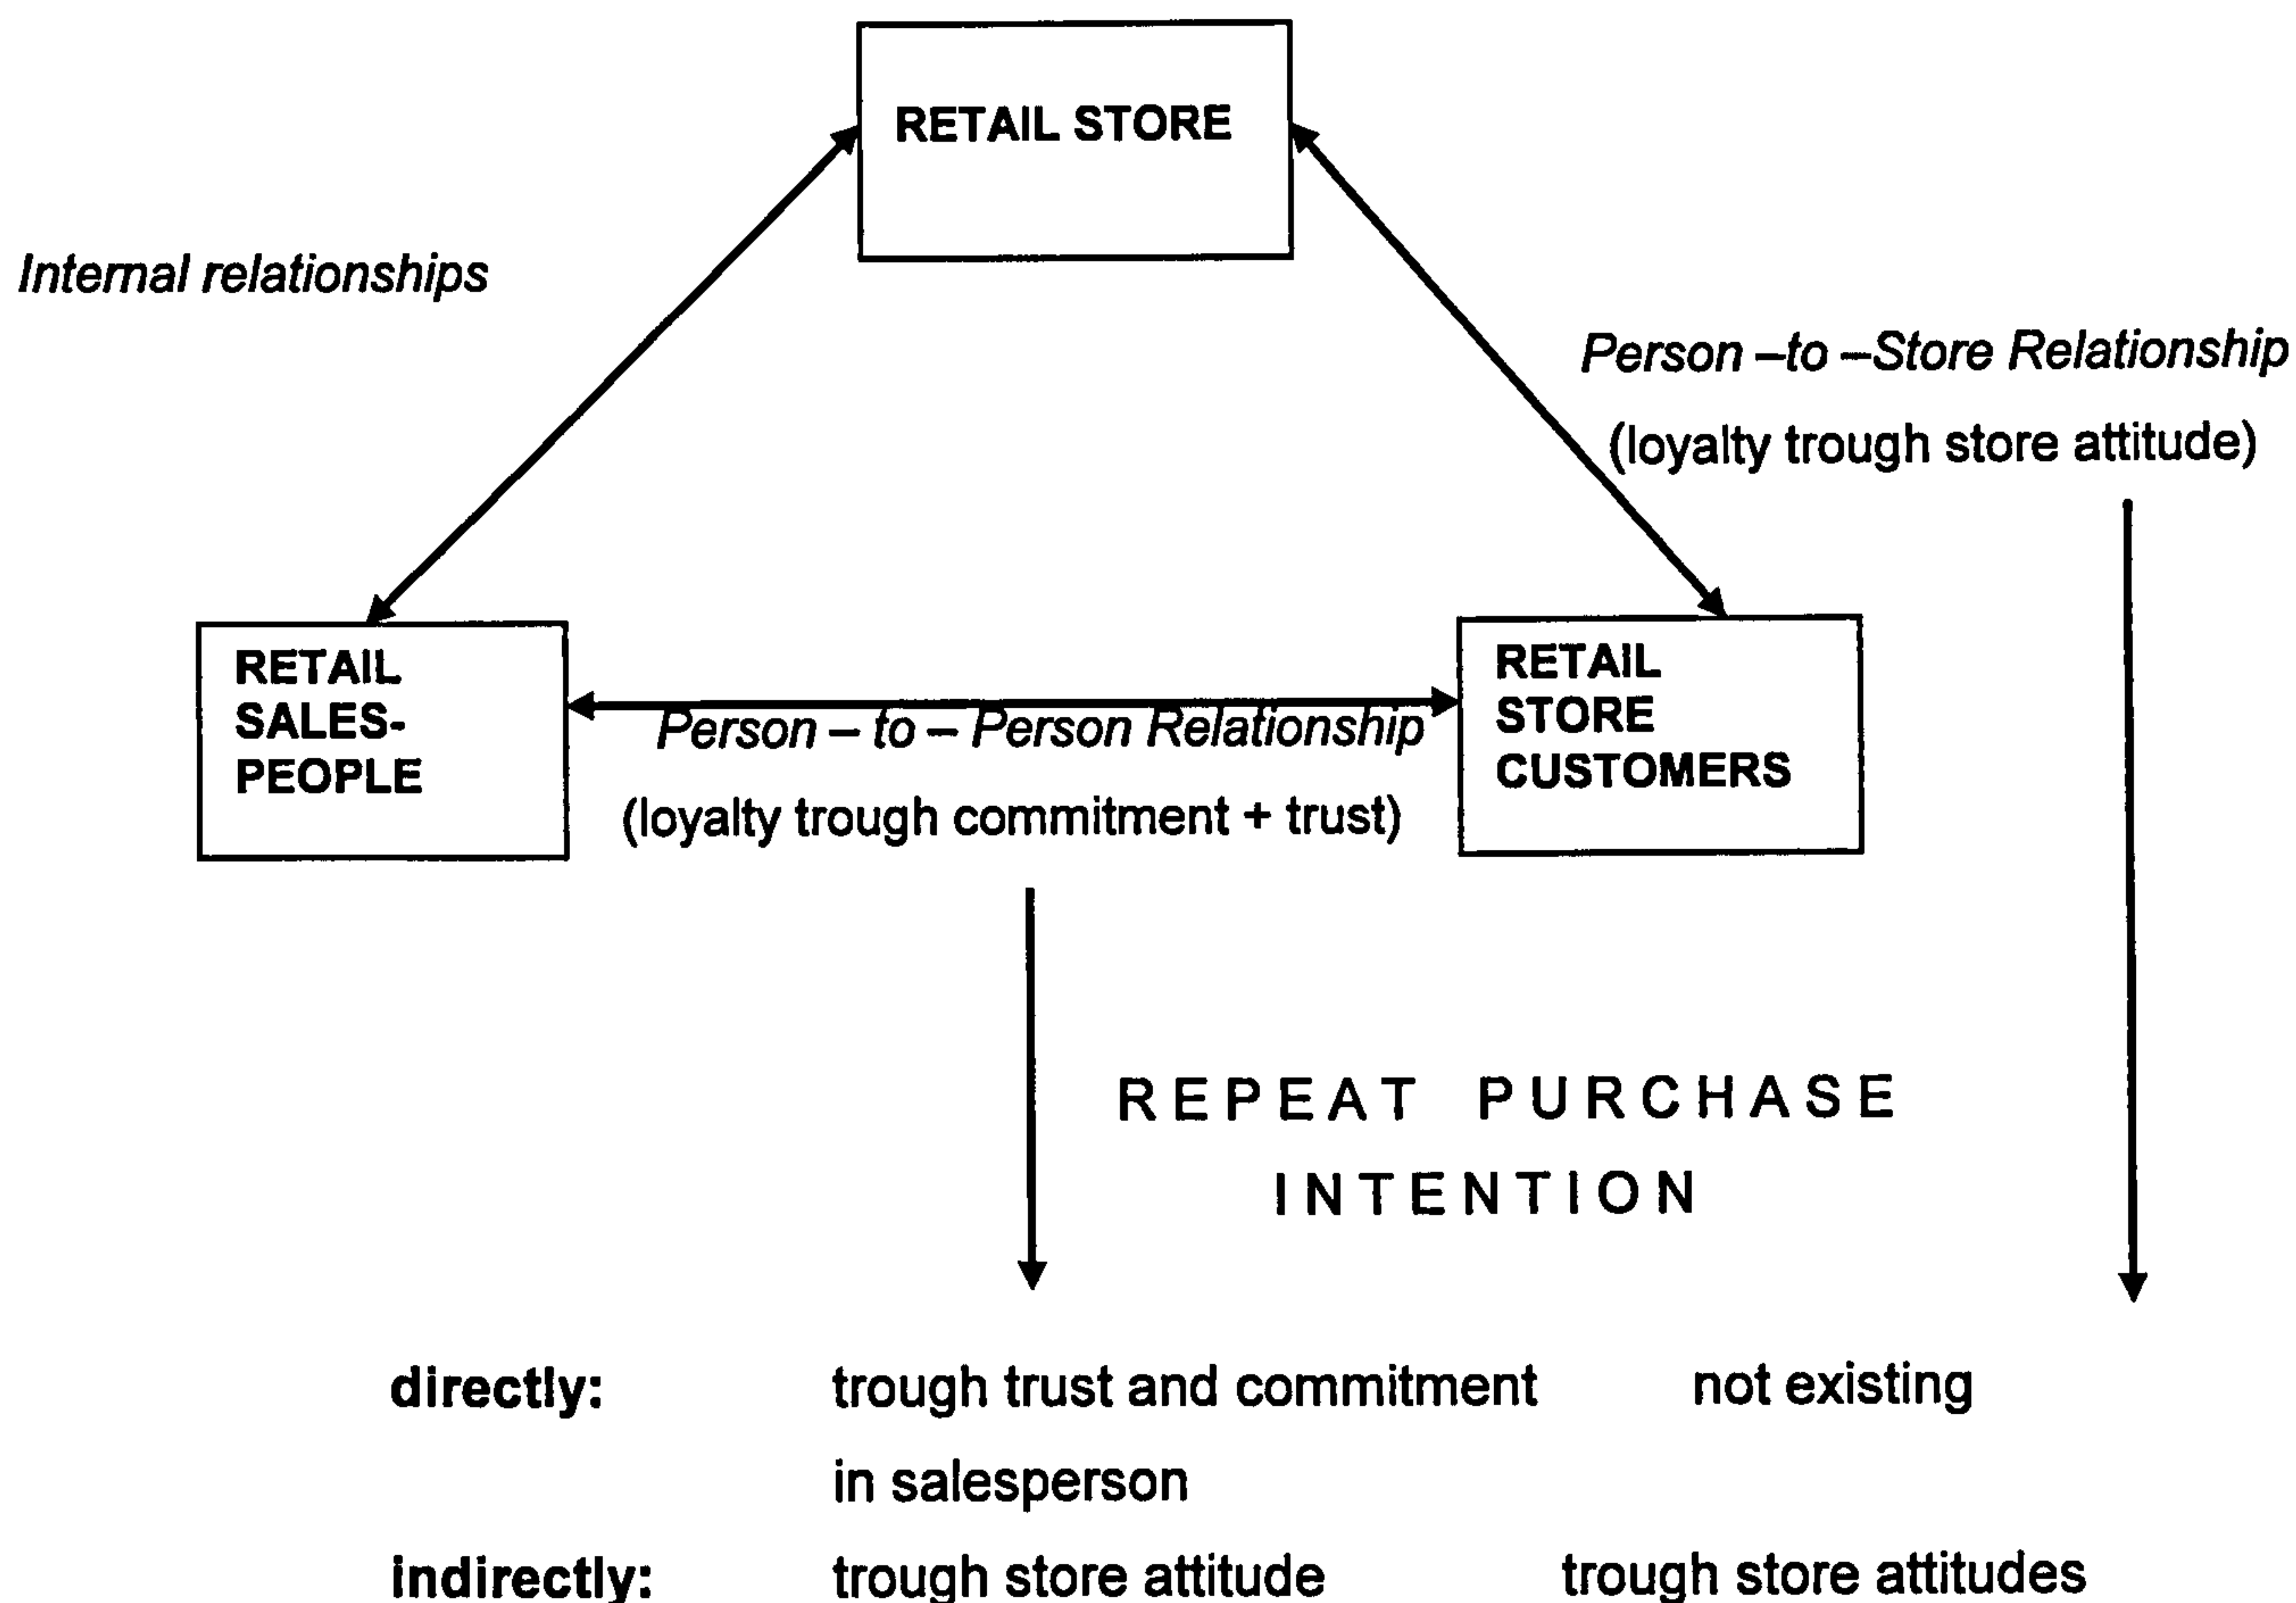 RETAIL STORE
Internal relationships
Person –to –Store Relationship
(loyalty trough store attitude)
RETAIL
SALES-
PEOPLE
Person – to – Person Relationship
(loyalty trough commitment + trust)
RETAIL
STORE
CUSTOMERS
REPEAT PURCHASE
INTENTION
directly: trough trust and commitment not existing
in salesperson
indirectly: trough store attitude trough store attitudes